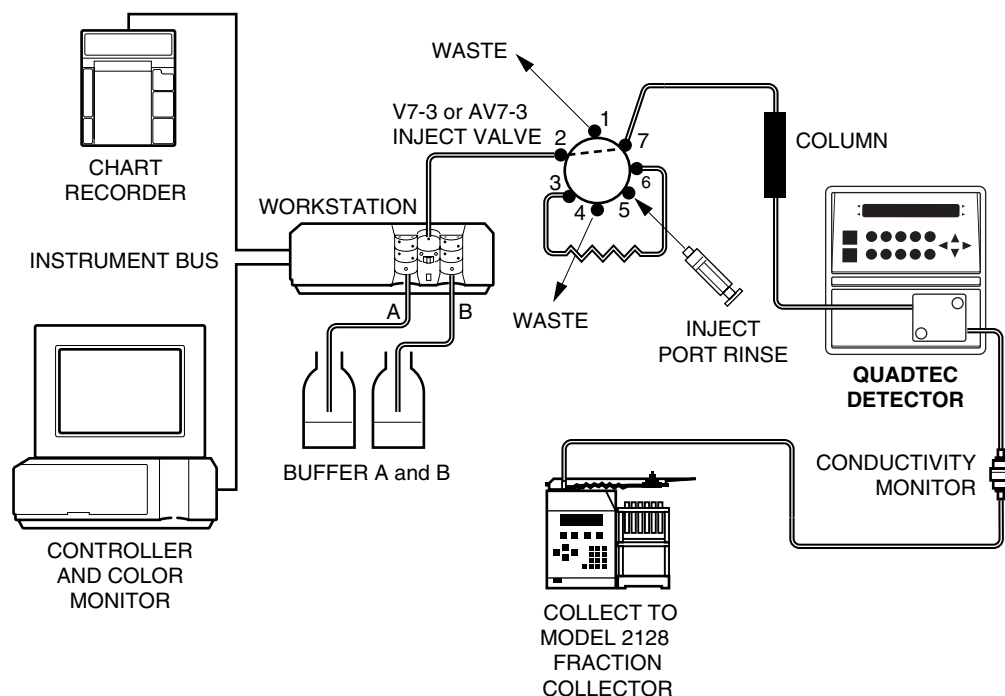 CHART
RECORDER
WASTE
V7-3 or AV7-3
INJECT VALVE
1
2
7
3
6
4
5
COLUMN
WORKSTATION
INSTRUMENT BUS
A
B
WASTE
INJECT
PORT RINSE
QUADTEC
DETECTOR
BUFFER A and B
CONDUCTIVITY
MONITOR
CONTROLLER
AND COLOR
MONITOR
COLLECT TO
MODEL 2128
FRACTION
COLLECTOR